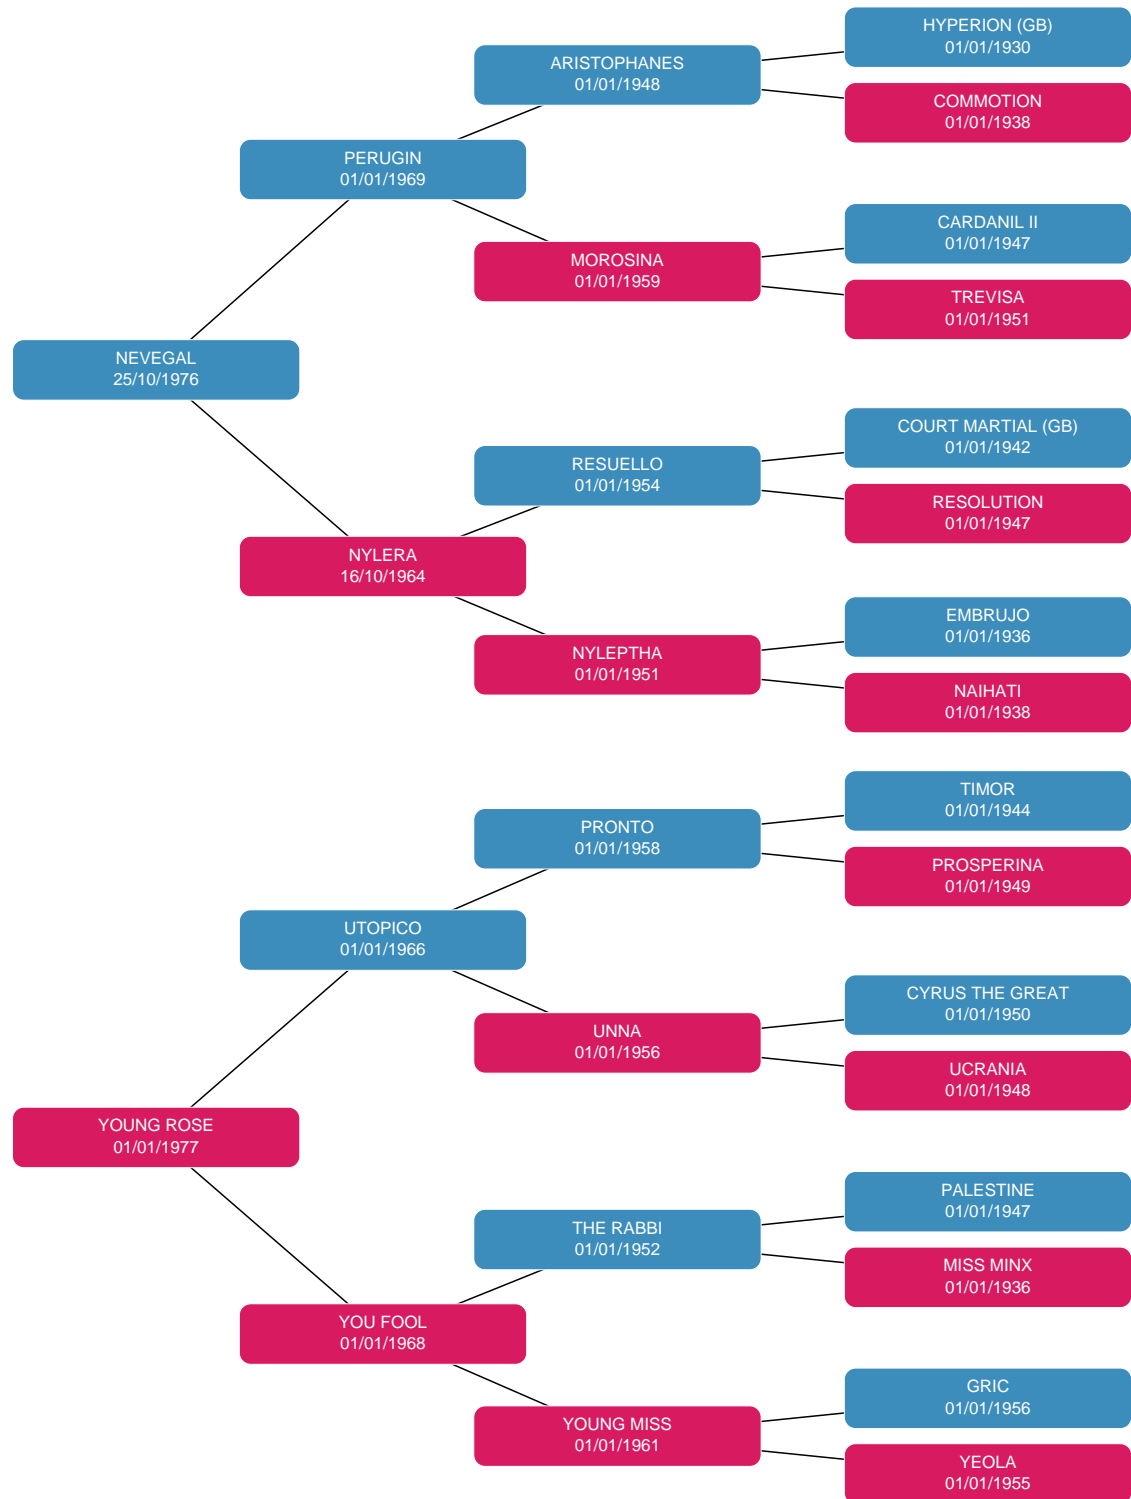 HYPERION (GB)
01/01/1930
ARISTOPHANES
01/01/1948
COMMOTION
01/01/1938
PERUGIN
01/01/1969
CARDANIL II
01/01/1947
MOROSINA
01/01/1959
TREVISA
01/01/1951
NEVEGAL
25/10/1976
COURT MARTIAL (GB)
01/01/1942
RESUELLO
01/01/1954
RESOLUTION
01/01/1947
NYLERA
16/10/1964
EMBRUJO
01/01/1936
NYLEPTHA
01/01/1951
NAIHATI
01/01/1938
TIMOR
01/01/1944
PRONTO
01/01/1958
PROSPERINA
01/01/1949
UTOPICO
01/01/1966
CYRUS THE GREAT
01/01/1950
UNNA
01/01/1956
UCRANIA
01/01/1948
YOUNG ROSE
01/01/1977
PALESTINE
01/01/1947
THE RABBI
01/01/1952
MISS MINX
01/01/1936
YOU FOOL
01/01/1968
GRIC
01/01/1956
YOUNG MISS
01/01/1961
YEOLA
01/01/1955